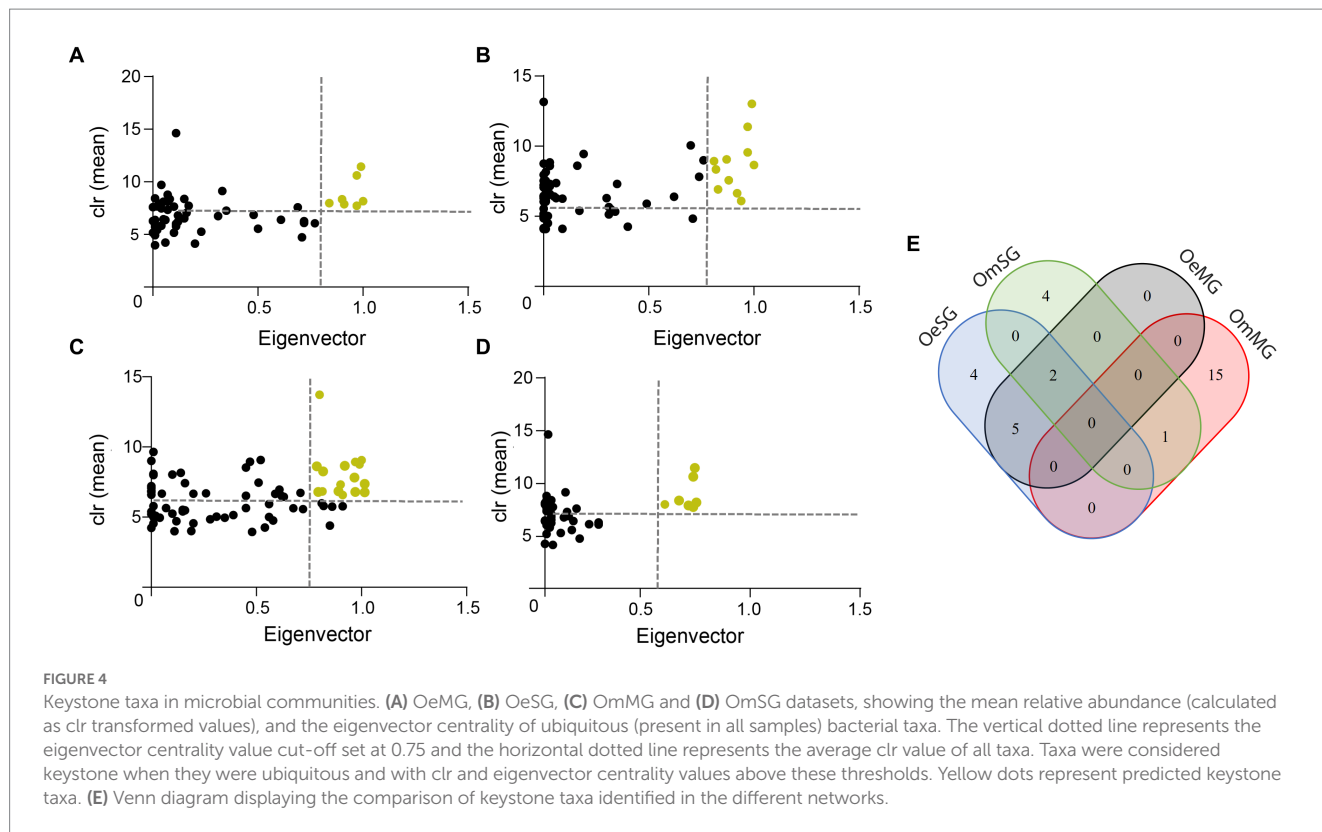 A
20
15
10
5
0
0.5
1.0
1.5
clr (mean)
Eigenvector
B
15
10
5
0
0.5
1.0
1.5
clr (mean)
Eigenvector
C
15
10
5
0
0.5
1.0
1.5
clr (mean)
Eigenvector
D
20
15
10
5
0
0.5
1.0
1.5
clr (mean)
Eigenvector
E
OeSG
OmSG
OeMG
OmMG
4
0
0
0
0
4
2
0
15
5
0
1
0
0
0
FIGURE 4
Keystone taxa in microbial communities. (A) OeMG, (B) OeSG, (C) OmMG and (D) OmSG datasets, showing the mean relative abundance (calculated
as clr transformed values), and the eigenvector centrality of ubiquitous (present in all samples) bacterial taxa. The vertical dotted line represents the
eigenvector centrality value cut-off set at 0.75 and the horizontal dotted line represents the average clr value of all taxa. Taxa were considered
keystone when they were ubiquitous and with clr and eigenvector centrality values above these thresholds. Yellow dots represent predicted keystone
taxa. (E) Venn diagram displaying the comparison of keystone taxa identified in the different networks.